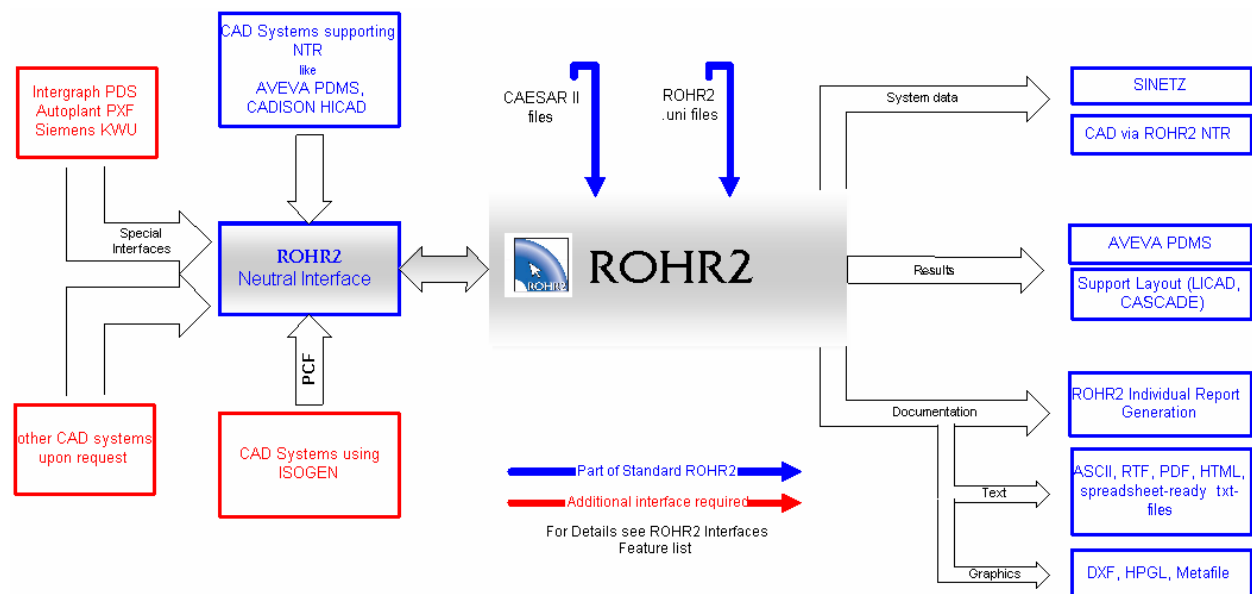 CAD Systems supporting
NTR
like
AVEVA PDMS,
CADISON HICAD
Intergraph PDS
Autoplant PXF
Siemens KWU
CAESAR II
files
ROHR2
.uni files
System data
SINETZ
CAD via ROHR2 NTR
Special
Interfaces
ROHR2
Neutral Interface
ROHR2
ROHR2
Results
AVEVA PDMS
Support Layout (LICAD,
CASCADE)
PCF
other CAD systems
upon request
CAD Systems using
ISOGEN
Documentation
ROHR2 Individual Report
Generation
Part of Standard ROHR2
Additional interface required
For Details see ROHR2 Interfaces
Feature list
Text
ASCII, RTF, PDF, HTML,
spreadsheet-ready txt-
files
Graphics
DXF, HPGL, Metafile